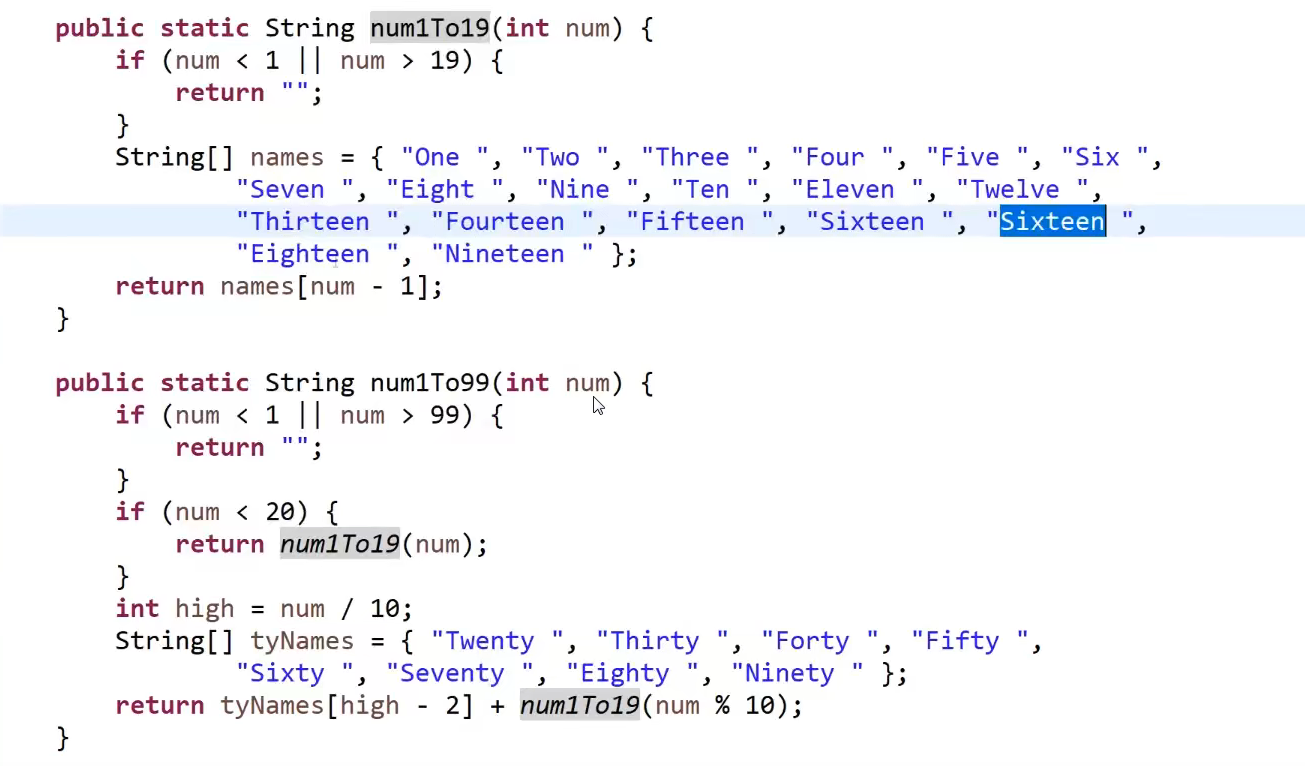 public static String num1To19(int num) {
    if (num < 1 || num > 19) {
        return "";
    }
    String[] names = { "One ", "Two ", "Three ", "Four ", "Five ", "Six ",
            "Seven ", "Eight ", "Nine ", "Ten ", "Eleven ", "Twelve ",
            "Thirteen ", "Fourteen ", "Fifteen ", "Sixteen ", "Sixteen ",
            "Eighteen ", "Nineteen " };
    return names[num - 1];
}

public static String num1To99(int num) {
    if (num < 1 || num > 99) {
        return "";
    }
    if (num < 20) {
        return num1To19(num);
    }
    int high = num / 10;
    String[] tyNames = { "Twenty ", "Thirty ", "Forty ", "Fifty ",
            "Sixty ", "Seventy ", "Eighty ", "Ninety " };
    return tyNames[high - 2] + num1To19(num % 10);
}